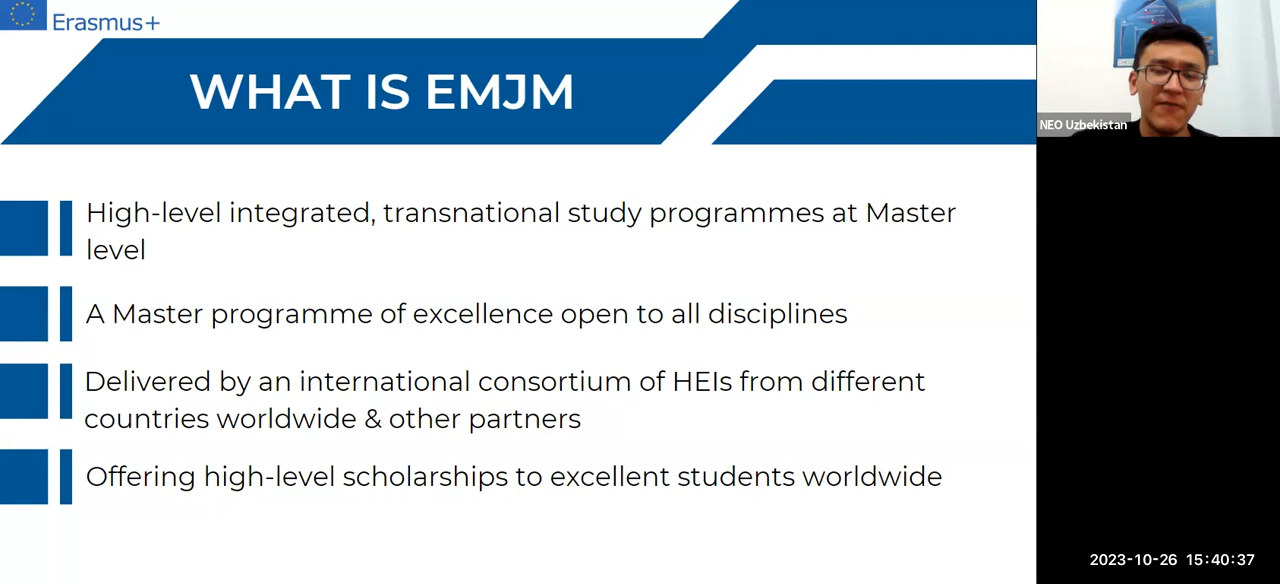 Erasmus+
WHAT IS EMJM
High-level integrated, transnational study programmes at Master
level
A Master programme of excellence open to all disciplines
Delivered by an international consortium of HEIs from different
countries worldwide & other partners
Offering high-level scholarships to excellent students worldwide
NEO Uzbekistan
2023-10-26 15:40:37